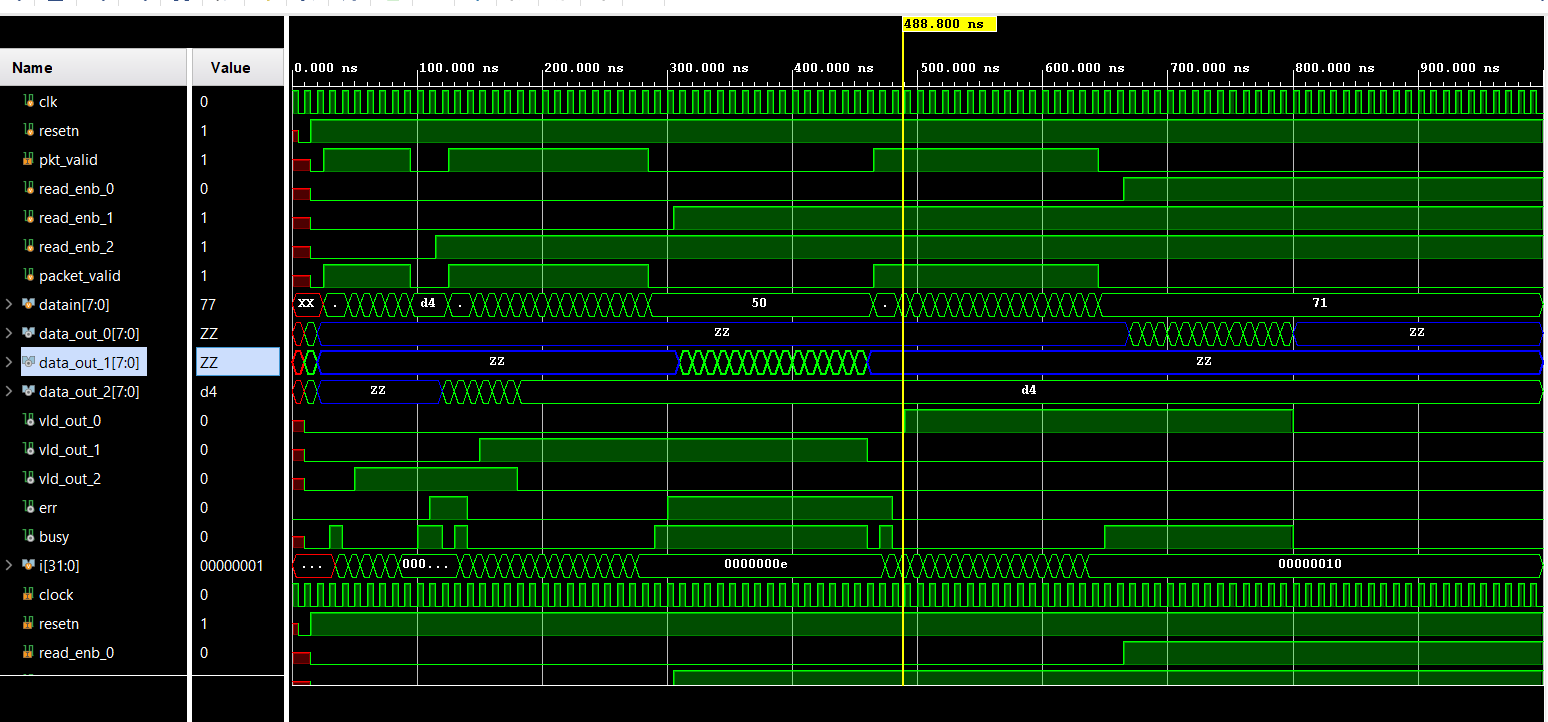 488.800 ns
Name Value 0.000 ns 100.000 ns 200.000 ns 300.000 ns 400.000 ns 500.000 ns 600.000 ns 700.000 ns 800.000 ns 900.000 ns
clk 0
resetn 1
pkt_valid 1
read_enb_0 0
read_enb_1 1
read_enb_2 1
packet_valid 1
datain[7:0] 77 XX . d4 . 50 . 71
data_out_0[7:0] ZZ ZZ ZZ
data_out_1[7:0] ZZ ZZ ZZ
data_out_2[7:0] d4 ZZ d4
vld_out_0 0
vld_out_1 0
vld_out_2 0
err 0
busy 0
i[31:0] 00000001 ... 000... 0000000e 00000010
clock 0
resetn 1
read_enb_0 0